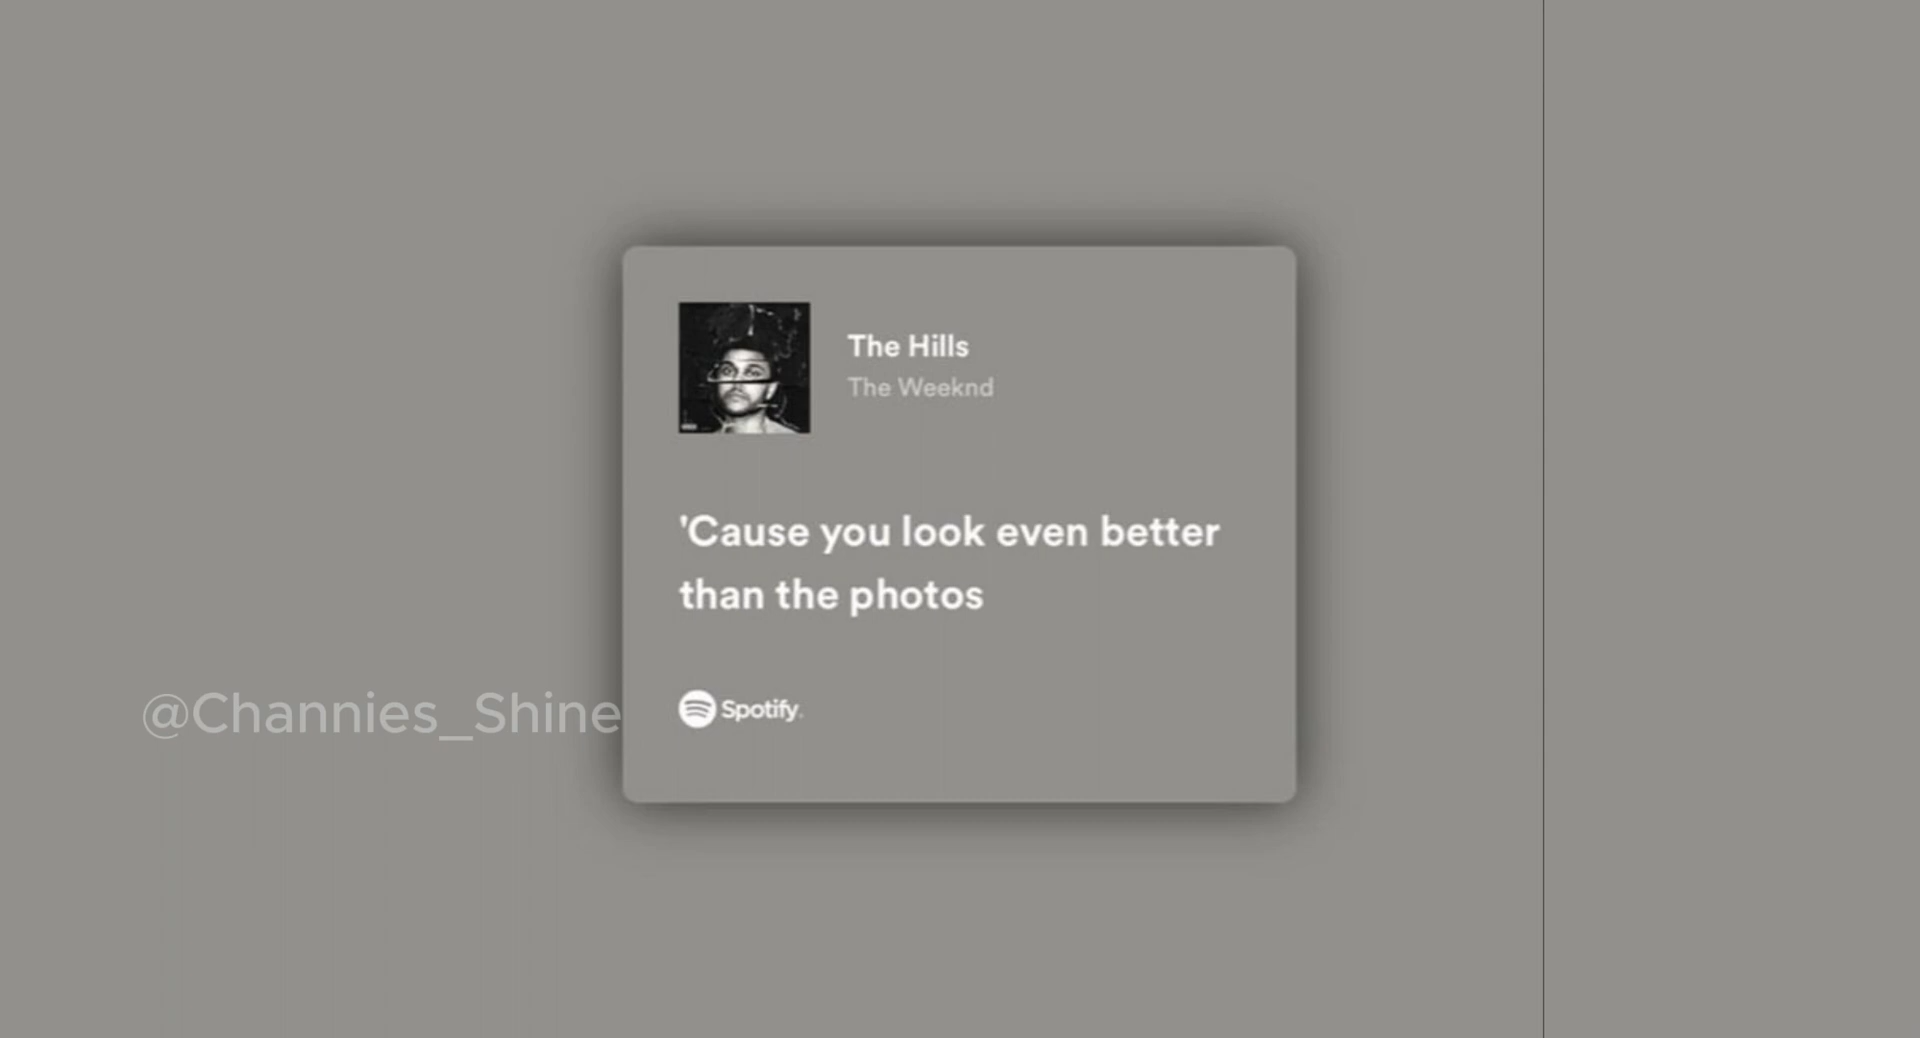 The Hills
The Weeknd
'Cause you look even better
than the photos
@Channies_Shine
Spotify